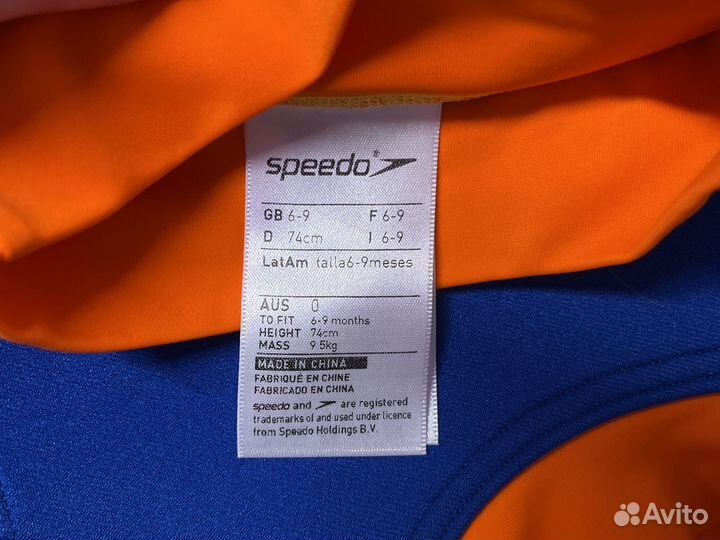 speedo
GB 6-9 F 6-9
D 74cm I 6-9
LatAm talla6-9meses
AUS 0
TO FIT 6-9 months
HEIGHT 74cm
MASS 9.5kg
MADE IN CHINA
FABRIQUÉ EN CHINE
FABRICADO EN CHINA
speedo and are registered
trademarks of and used under licence
from Speedo Holdings B.V.
Avito